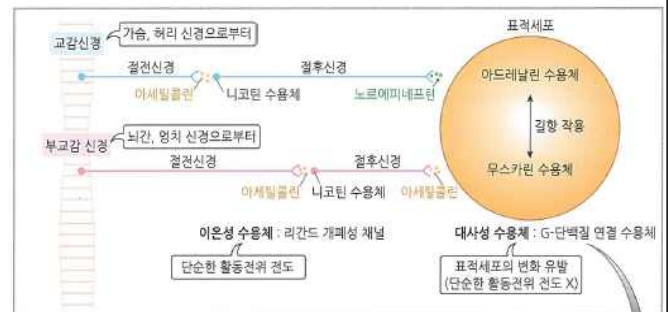 표적세포
교감신경
가슴, 허리 신경으로부터
절전신경
절후신경
아세틸콜린
니코틴 수용체
노르에피네프린
아드레날린 수용체
길항 작용
무스카린 수용체
부교감 신경
뇌간, 엉치 신경으로부터
절전신경
절후신경
아세틸콜린
니코틴 수용체
아세틸콜린
이온성 수용체 : 리간드 개폐성 채널
단순한 활동전위 전도
대사성 수용체 : G-단백질 연결 수용체
표적세포의 변화 유발
(단순한 활동전위 전도 X)